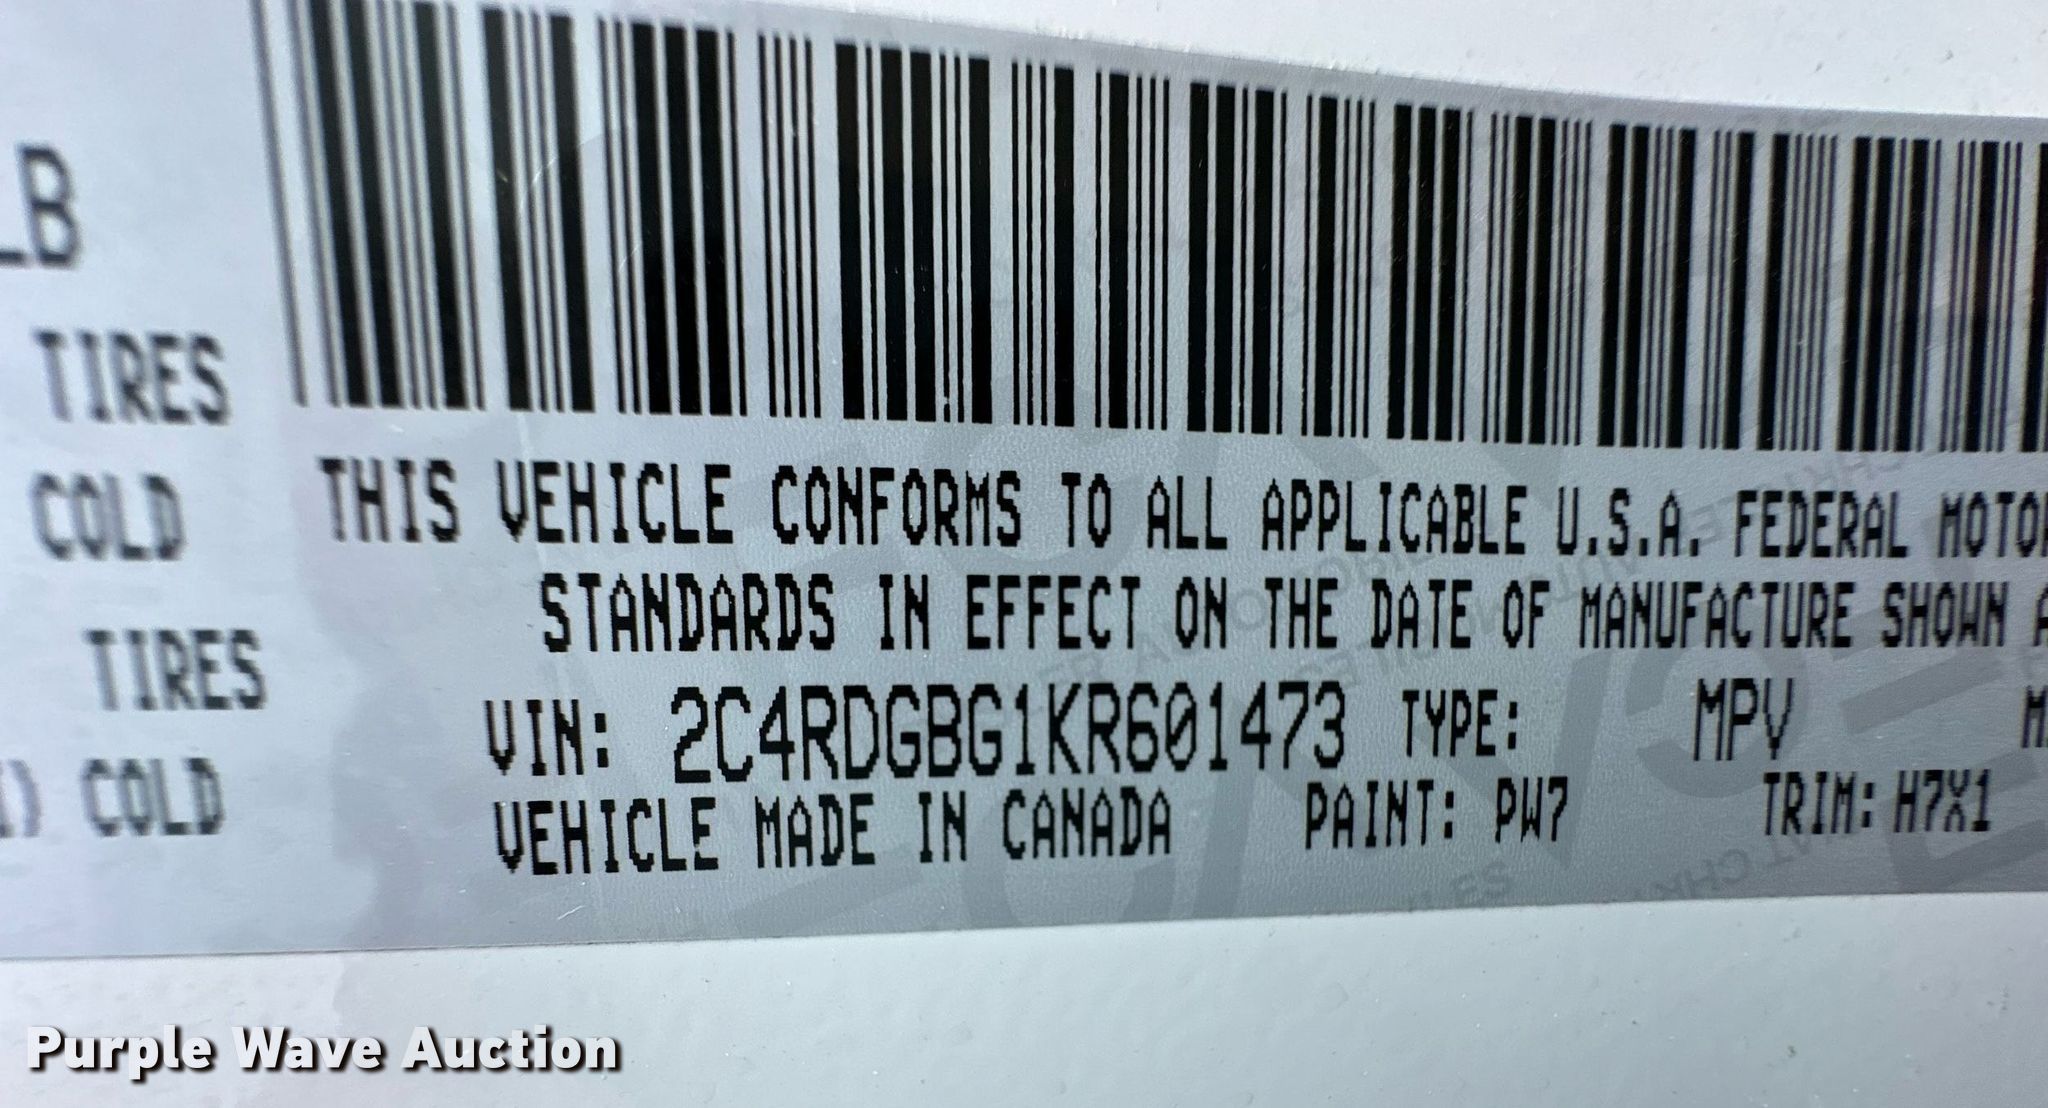 LB
TIRES
COLD
THIS VEHICLE CONFORMS TO ALL APPLICABLE U.S.A. FEDERAL MOTOR
STANDARDS IN EFFECT ON THE DATE OF MANUFACTURE SHOWN A
TIRES
VIN: 2C4RDGBG1KR601473 TYPE: MPV
I) COLD
VEHICLE MADE IN CANADA PAINT: PW7 TRIM: H7X1
Purple Wave Auction